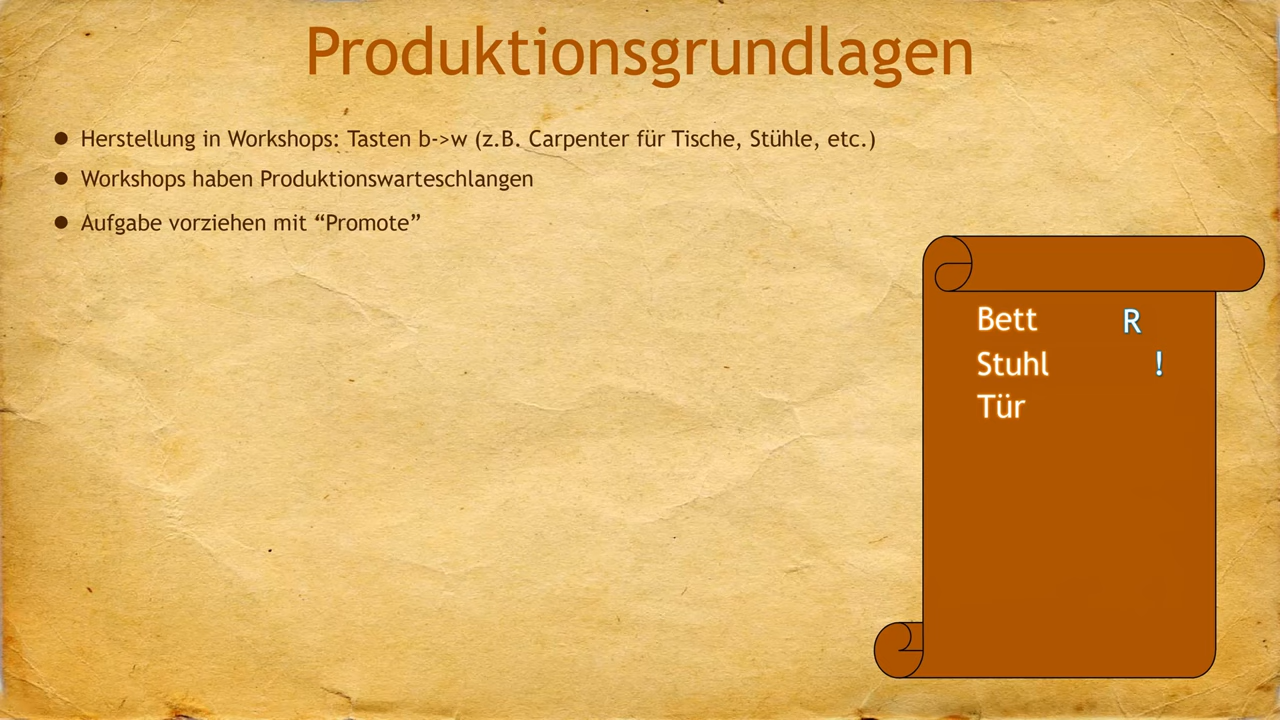 Produktionsgrundlagen
● Herstellung in Workshops: Tasten b->w (z.B. Carpenter für Tische, Stühle, etc.)
● Workshops haben Produktionswarteschlangen
● Aufgabe vorziehen mit “Promote”
Bett R
Stuhl !
Tür